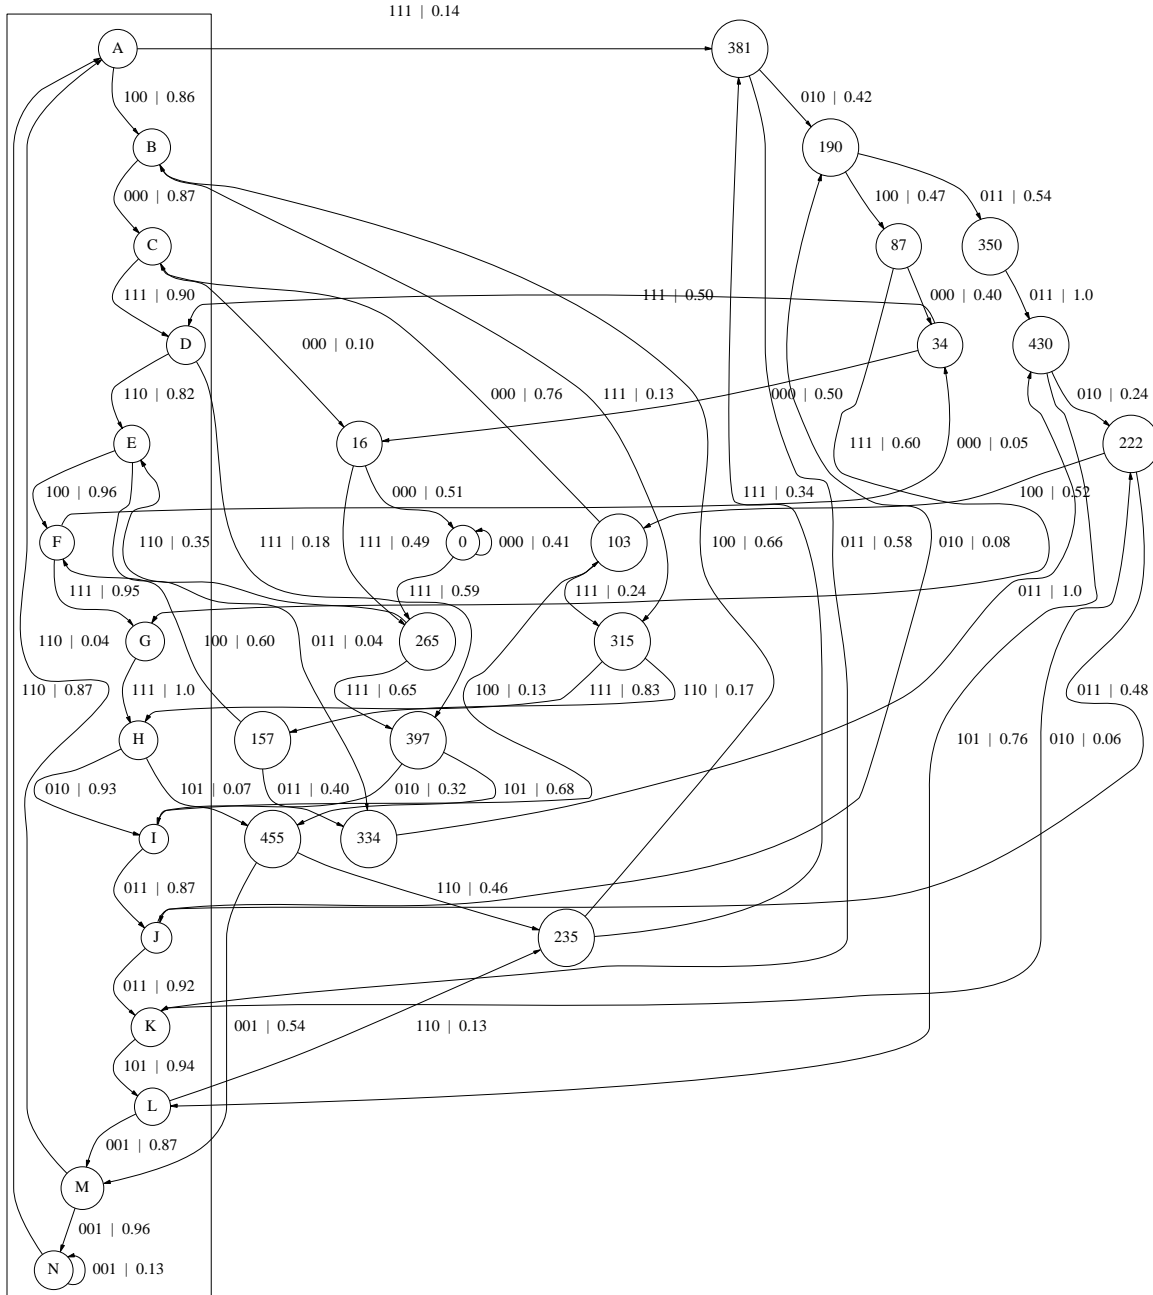 111 | 0.14
A
381
100 | 0.86
010 | 0.42
B
190
000 | 0.87
100 | 0.47
011 | 0.54
C
87
350
111 | 0.90
111 | 0.50
000 | 0.40
011 | 1.0
D
000 | 0.10
34
430
110 | 0.82
000 | 0.76
111 | 0.13
000 | 0.50
010 | 0.24
E
16
111 | 0.60
000 | 0.05
222
100 | 0.96
000 | 0.51
111 | 0.34
100 | 0.52
F
110 | 0.35
111 | 0.18
111 | 0.49
0
000 | 0.41
103
100 | 0.66
011 | 0.58
010 | 0.08
111 | 0.95
111 | 0.59
111 | 0.24
011 | 1.0
110 | 0.04
G
100 | 0.60
011 | 0.04
265
315
110 | 0.87
111 | 1.0
111 | 0.65
100 | 0.13
111 | 0.83
110 | 0.17
011 | 0.48
H
157
397
101 | 0.76
010 | 0.06
010 | 0.93
101 | 0.07
011 | 0.40
010 | 0.32
101 | 0.68
I
455
334
011 | 0.87
110 | 0.46
J
235
011 | 0.92
K
001 | 0.54
110 | 0.13
101 | 0.94
L
001 | 0.87
M
001 | 0.96
N
001 | 0.13